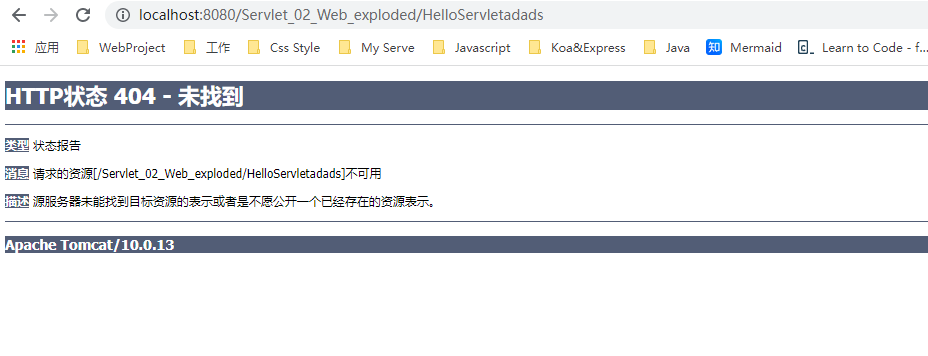 localhost:8080/Servlet_02_Web_exploded/HelloServletadads
应用 WebProject 工作 Css Style My Serve Javascript Koa&Express Java 知 Mermaid Learn to Code - f...
HTTP状态 404 - 未找到
类型 状态报告
消息 请求的资源[/Servlet_02_Web_exploded/HelloServletadads]不可用
描述 源服务器未能找到目标资源的表示或者是不愿公开一个已经存在的资源表示。
Apache Tomcat/10.0.13